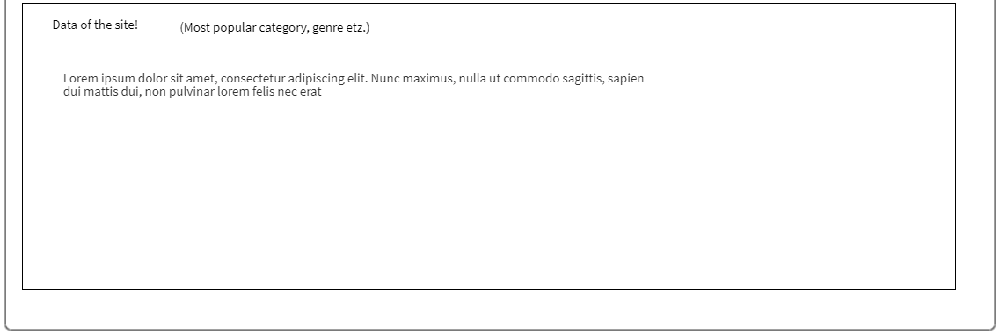 Data of the site! (Most popular category, genre etz.)
Lorem ipsum dolor sit amet, consectetur adipiscing elit. Nunc maximus, nulla ut commodo sagittis, sapien
dui mattis dui, non pulvinar lorem felis nec erat